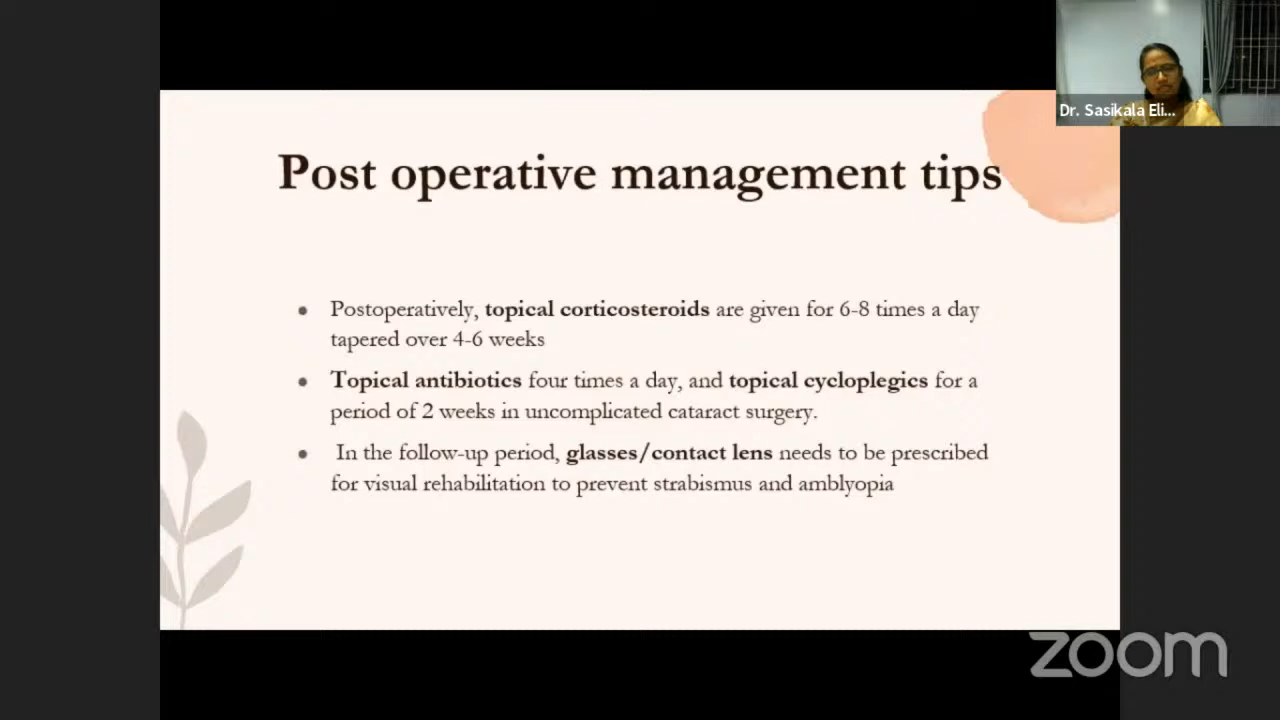 Dr. Sasikala Eli...
Post operative management tips
• Postoperatively, topical corticosteroids are given for 6-8 times a day
tapered over 4-6 weeks
• Topical antibiotics four times a day, and topical cycloplegics for a
period of 2 weeks in uncomplicated cataract surgery.
• In the follow-up period, glasses/contact lens needs to be prescribed
for visual rehabilitation to prevent strabismus and amblyopia
zoom